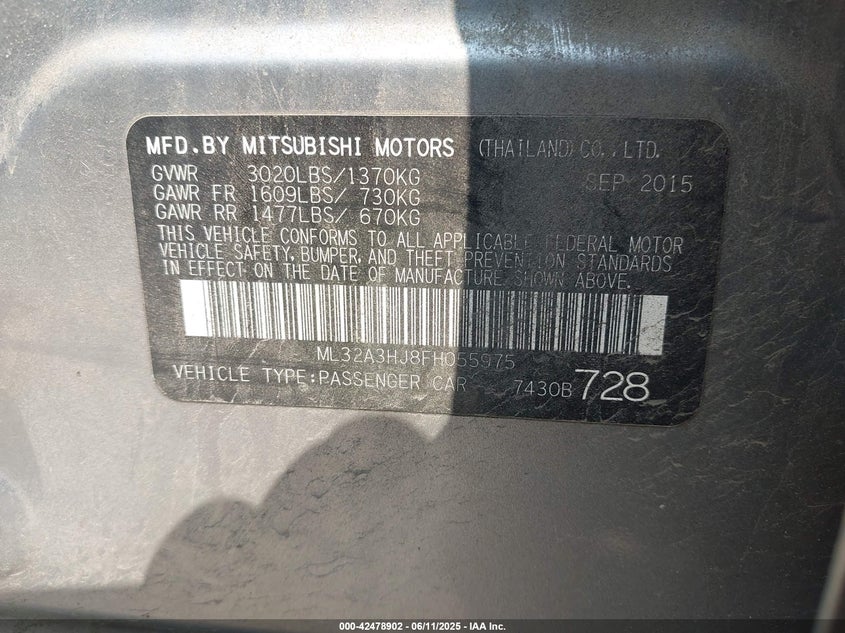 MFD.BY MITSUBISHI MOTORS (THAILAND) CO.,LTD.
GVWR 3020LBS/1370KG SEP 2015
GAWR FR 1609LBS/ 730KG
GAWR RR 1477LBS/ 670KG
THIS VEHICLE CONFORMS TO ALL APPLICABLE FEDERAL MOTOR
VEHICLE SAFETY, BUMPER, AND THEFT PREVENTION STANDARDS
IN EFFECT ON THE DATE OF MANUFACTURE SHOWN ABOVE.
ML32A3HJ8FH055975
VEHICLE TYPE:PASSENGER CAR 7430B 728
000-42478902 - 06/11/2025 - IAA Inc.